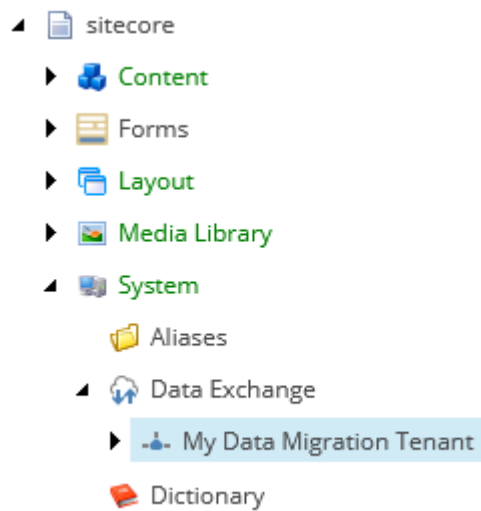 sitecore
Content
Forms
Layout
Media Library
System
Aliases
Data Exchange
My Data Migration Tenant
Dictionary